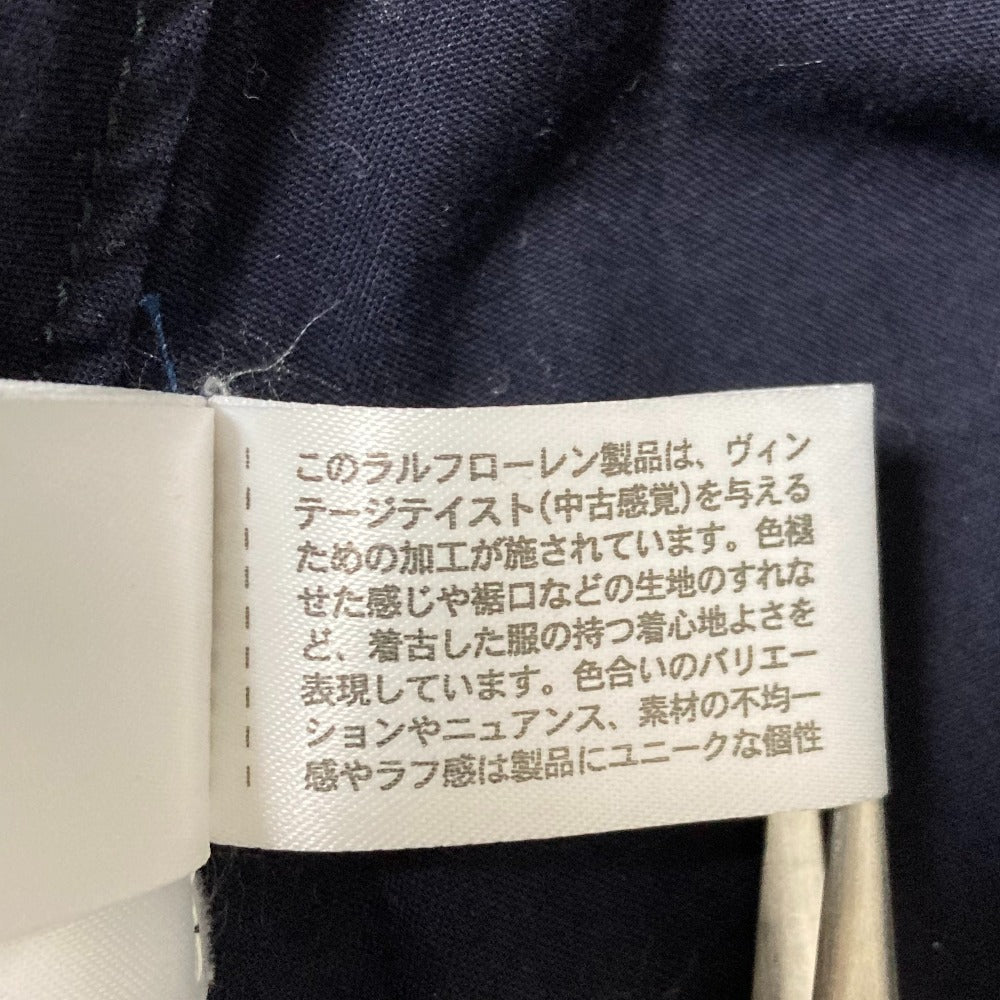 このラルフローレン製品は、ヴィン
テージテイスト(中古感覚)を与える
ための加工が施されています。色褪
せた感じや裾口などの生地のすれな
ど、着古した服の持つ着心地よさを
表現しています。色合いのバリエー
ションやニュアンス、素材の不均一
感やラフ感は製品にユニークな個性